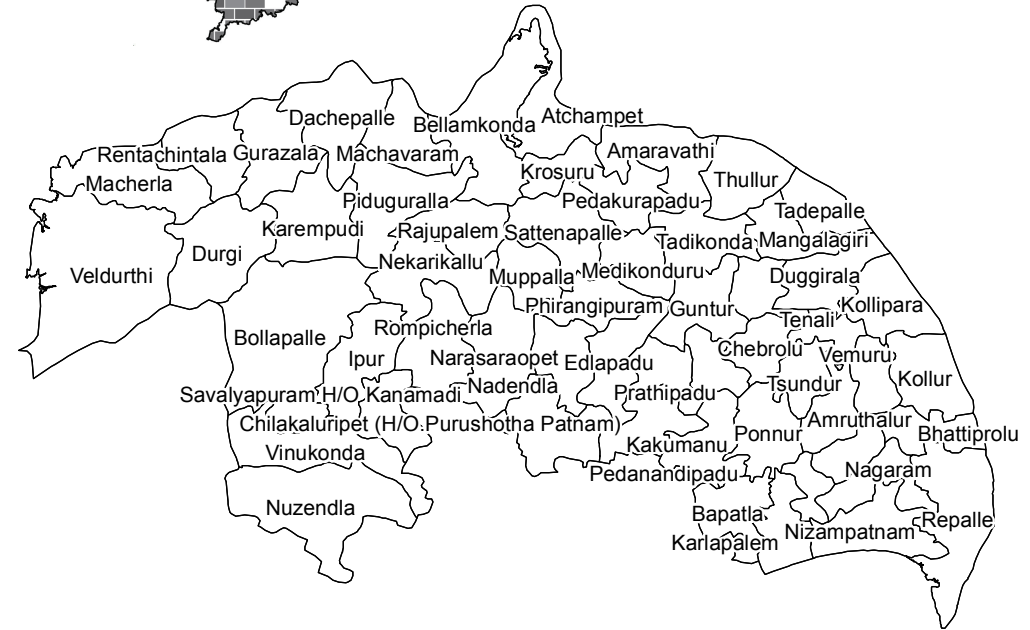 Dachepalle
Bellamkonda
Atchampet
Rentachintala
Gurazala
Machavaram
Amaravathi
Macherla
Krosuru
Thullur
Piduguralla
Pedakurapadu
Tadepalle
Karempudi
Rajupalem
Sattenapalle
Tadikonda
Mangalagiri
Durgi
Nekarikallu
Muppalla
Medikonduru
Veldurthi
Duggirala
Phirangipuram
Guntur
Kollipara
Tenali
Rompicherla
Bollapalle
Chebrolu
Vemuru
Ipur
Narasaraopet
Edlapadu
Kollur
Nadendla
Tsundur
Savalyapuram H/O Kanamadi
Prathipadu
Chilakaluripet (H/O.Purushotha Patnam)
Amruthalur
Ponnur
Bhattiprolu
Kakumanu
Vinukonda
Pedanandipadu
Nagaram
Nuzendla
Bapatla
Repalle
Nizampatnam
Karlapalem